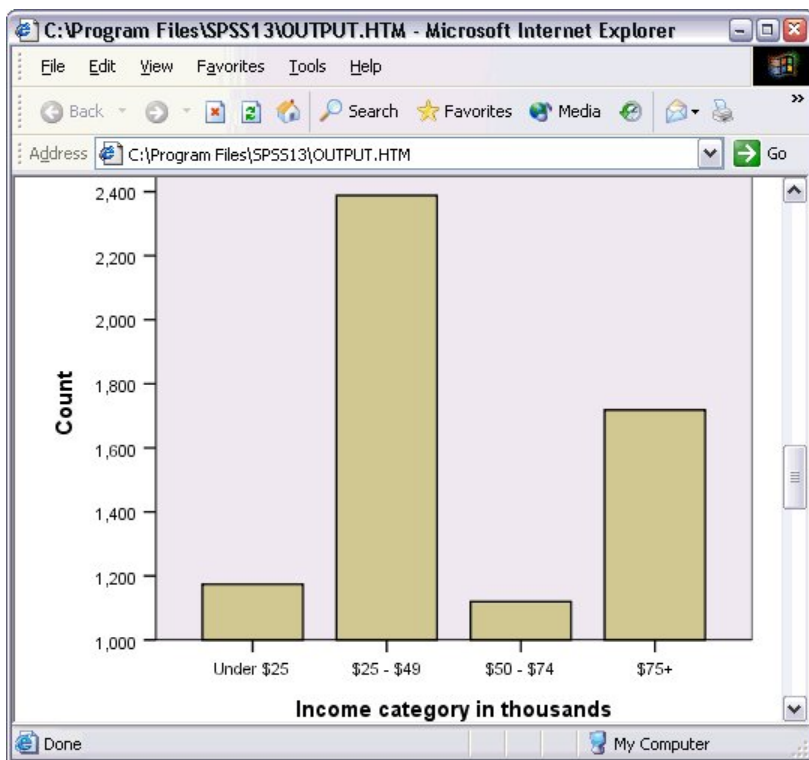 C:\Program Files\SPSS13\OUTPUT.HTM - Microsoft Internet Explorer
File Edit View Favorites Tools Help
Back Search Favorites Media »
Address C:\Program Files\SPSS13\OUTPUT.HTM Go
2,400
2,200
2,000
1,800
1,600
1,400
1,200
1,000
Count
Under $25 $25 - $49 $50 - $74 $75+
Income category in thousands
Done My Computer